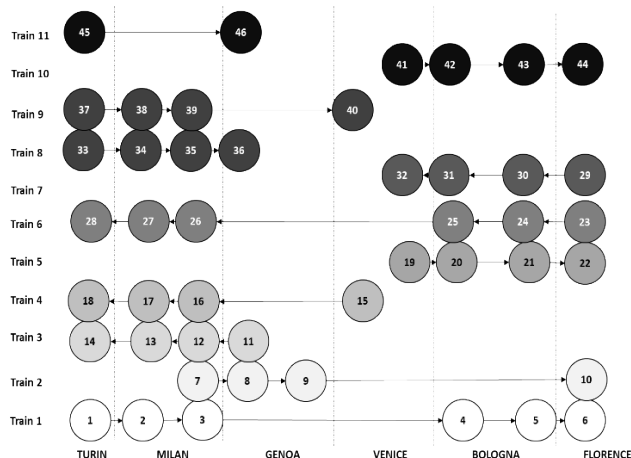 Train 11 45 46
Train 10 41 42 43 44
Train 9 37 38 39 40
Train 8 33 34 35 36
Train 7 32 31 30 29
Train 6 28 27 26 25 24 23
Train 5 19 20 21 22
Train 4 18 17 16 15
Train 3 14 13 12 11
Train 2 7 8 9 10
Train 1 1 2 3 4 5 6
TURIN MILAN GENOA VENICE BOLOGNA FLORENCE